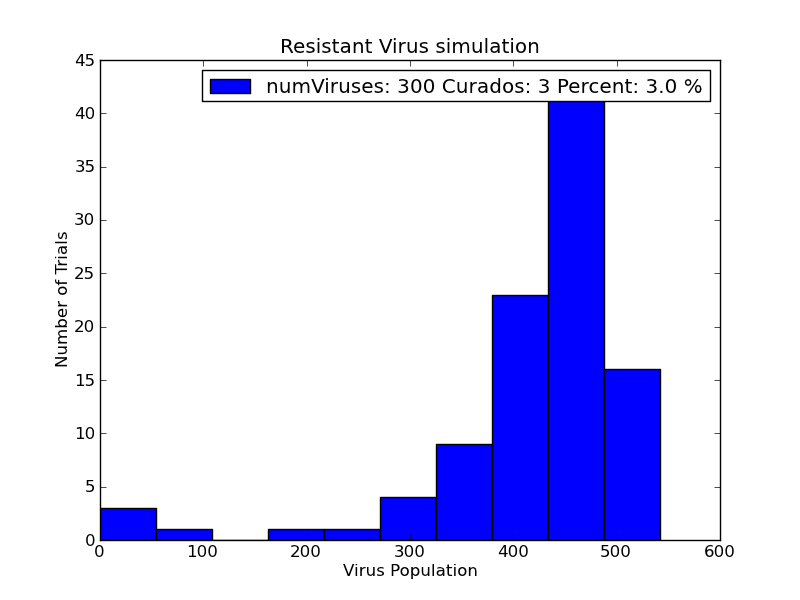 Resistant Virus simulation
numViruses: 300 Curados: 3 Percent: 3.0 %
45
40
35
30
25
20
15
10
5
0
Number of Trials
0 100 200 300 400 500 600
Virus Population